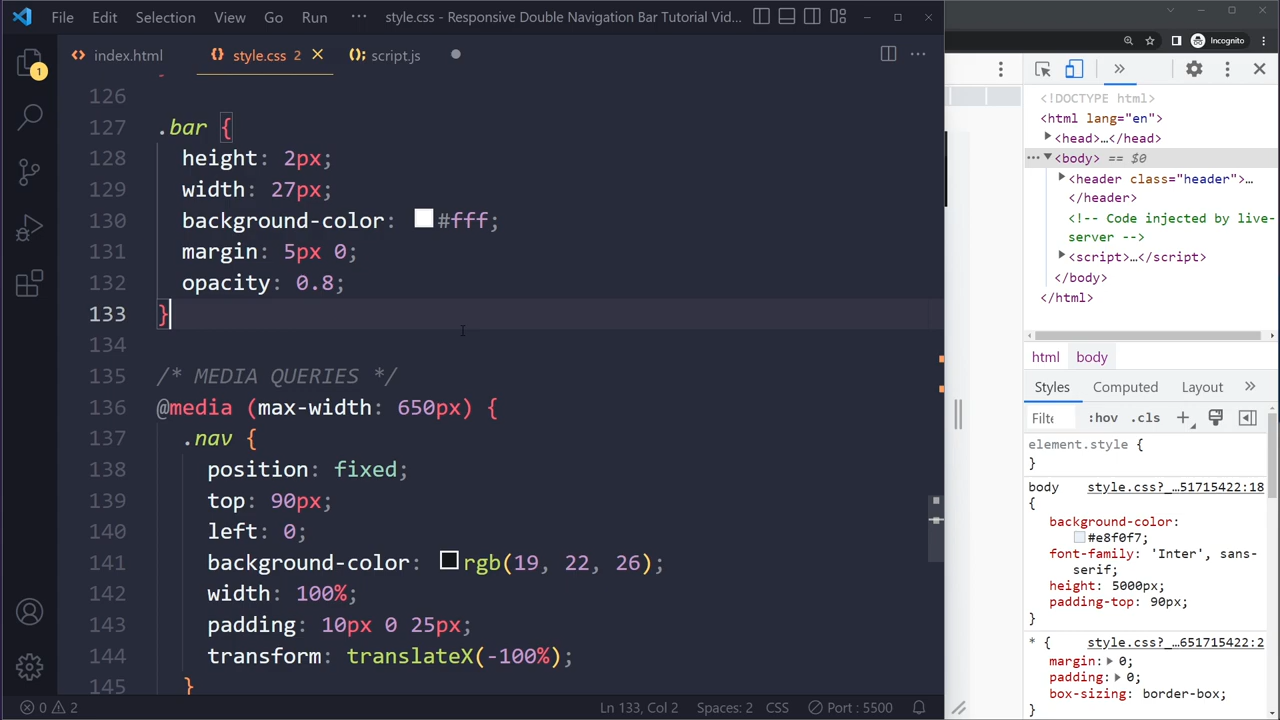 File Edit Selection View Go Run ··· style.css - Responsive Double Navigation Bar Tutorial Vid...
Incognito
1
index.html
style.css 2
script.js
126
127 .bar {
128 height: 2px;
129 width: 27px;
130 background-color: #fff;
131 margin: 5px 0;
132 opacity: 0.8;
133 }
134
135 /* MEDIA QUERIES */
136 @media (max-width: 650px) {
137 .nav {
138 position: fixed;
139 top: 90px;
140 left: 0;
141 background-color: rgb(19, 22, 26);
142 width: 100%;
143 padding: 10px 0 25px;
144 transform: translateX(-100%);
145 }
0 2
Ln 133, Col 2 Spaces: 2 CSS Port : 5500
<!DOCTYPE html>
<html lang="en">
<head>…</head>
<body> == $0
<header class="header">…
</header>
<!-- Code injected by live-
server -->
<script>…</script>
</body>
</html>
html body
Styles Computed Layout
Filte :hov .cls
element.style {
}
body style.css?_…51715422:18
{
background-color:
#e8f0f7;
font-family: 'Inter', sans-
serif;
height: 5000px;
padding-top: 90px;
}
* { style.css?_…651715422:2
margin: 0;
padding: 0;
box-sizing: border-box;
}